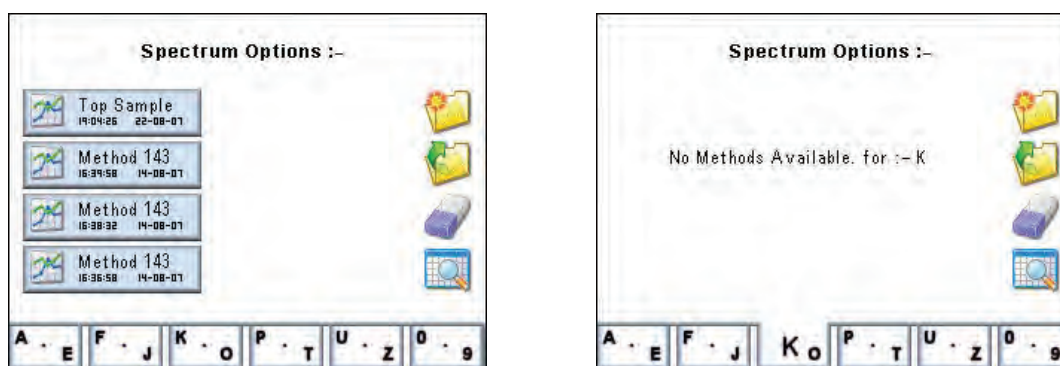 Spectrum Options :-
Top Sample
19:04:26 22-08-07
Method 143
16:39:58 14-08-07
Method 143
16:38:32 14-08-07
Method 143
16:36:58 14-08-07
A . E F . J K . O P . T U . Z 0 . 9
Spectrum Options :-
No Methods Available. for :- K
A . E F . J K O P . T U . Z 0 . 9